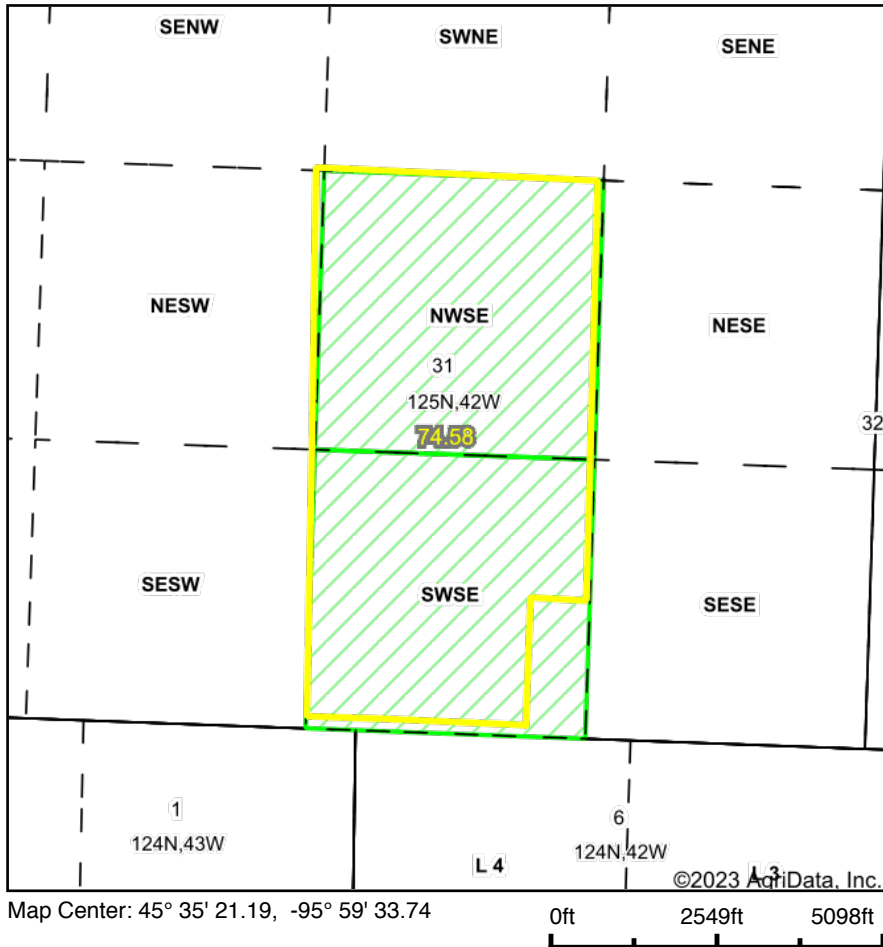 SENW
SWNE
SENE
NESW
NWSE
NESE
31
125N,42W
32
74.58
SESW
SWSE
SESE
1
124N,43W
6
124N,42W
L 4
L 3
©2023 AgriData, Inc.
Map Center: 45° 35' 21.19, -95° 59' 33.74
0ft 2549ft 5098ft